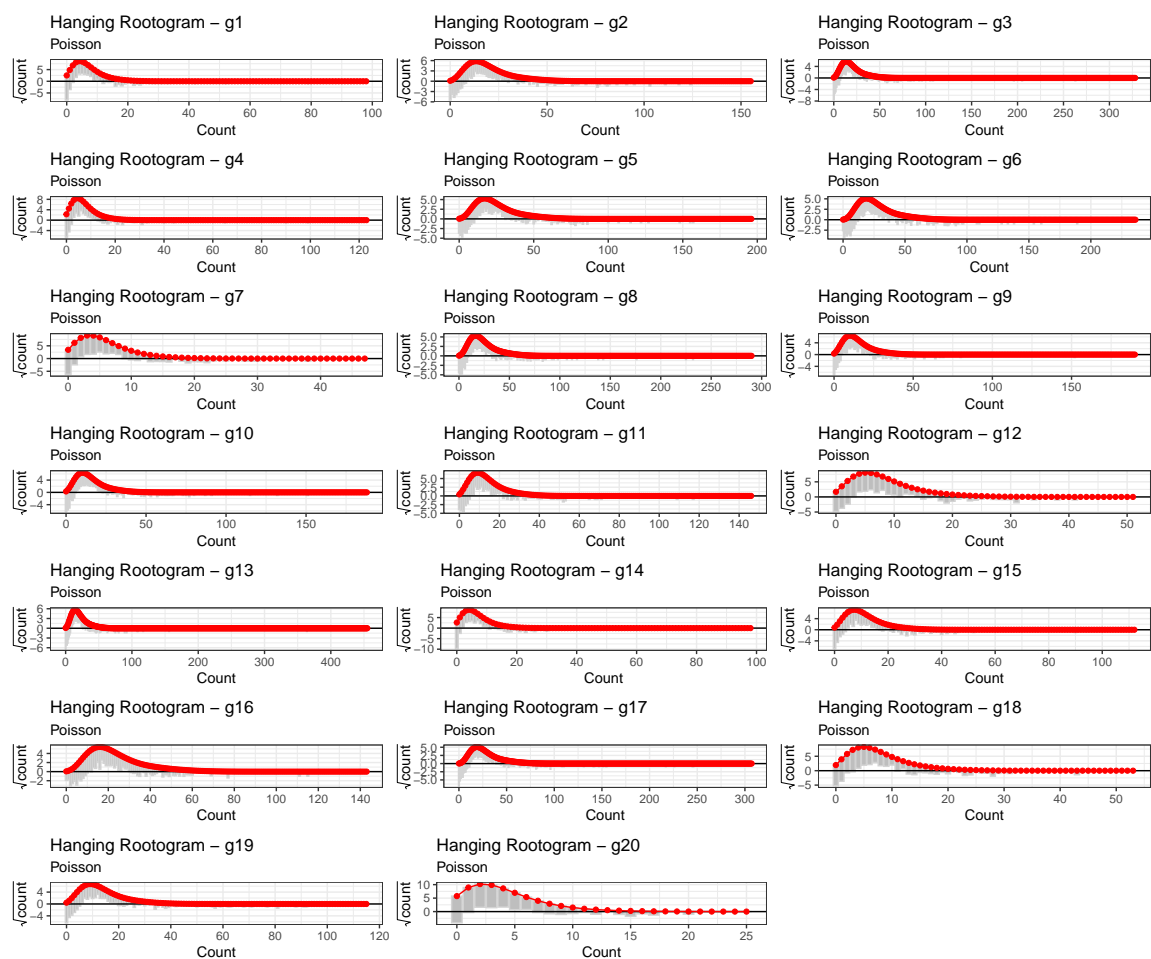 Hanging Rootogram – g1
Poisson
√count
5
0
−5
0 20 40 60 80 100
Count
Hanging Rootogram – g2
Poisson
√count
6
3
0
−3
−6
0 50 100 150
Count
Hanging Rootogram – g3
Poisson
√count
4
0
−4
−8
0 50 100 150 200 250 300
Count
Hanging Rootogram – g4
Poisson
√count
8
4
0
−4
0 20 40 60 80 100 120
Count
Hanging Rootogram – g5
Poisson
√count
5.0
2.5
0.0
−2.5
−5.0
0 50 100 150 200
Count
Hanging Rootogram – g6
Poisson
√count
5.0
2.5
0.0
−2.5
0 50 100 150 200
Count
Hanging Rootogram – g7
Poisson
√count
5
0
−5
0 10 20 30 40
Count
Hanging Rootogram – g8
Poisson
√count
5.0
2.5
0.0
−2.5
−5.0
0 50 100 150 200 250 300
Count
Hanging Rootogram – g9
Poisson
√count
4
0
−4
0 50 100 150
Count
Hanging Rootogram – g10
Poisson
√count
4
0
−4
0 50 100 150
Count
Hanging Rootogram – g11
Poisson
√count
5.0
2.5
0.0
−2.5
−5.0
0 20 40 60 80 100 120 140
Count
Hanging Rootogram – g12
Poisson
√count
5
0
−5
0 10 20 30 40 50
Count
Hanging Rootogram – g13
Poisson
√count
6
3
0
−3
−6
0 100 200 300 400
Count
Hanging Rootogram – g14
Poisson
√count
5
0
−5
−10
0 20 40 60 80 100
Count
Hanging Rootogram – g15
Poisson
√count
4
0
−4
0 20 40 60 80 100
Count
Hanging Rootogram – g16
Poisson
√count
4
2
0
−2
0 20 40 60 80 100 120 140
Count
Hanging Rootogram – g17
Poisson
√count
5.0
2.5
0.0
−2.5
−5.0
0 50 100 150 200 250 300
Count
Hanging Rootogram – g18
Poisson
√count
5
0
−5
0 10 20 30 40 50
Count
Hanging Rootogram – g19
Poisson
√count
4
0
−4
0 20 40 60 80 100 120
Count
Hanging Rootogram – g20
Poisson
√count
10
5
0
0 5 10 15 20 25
Count